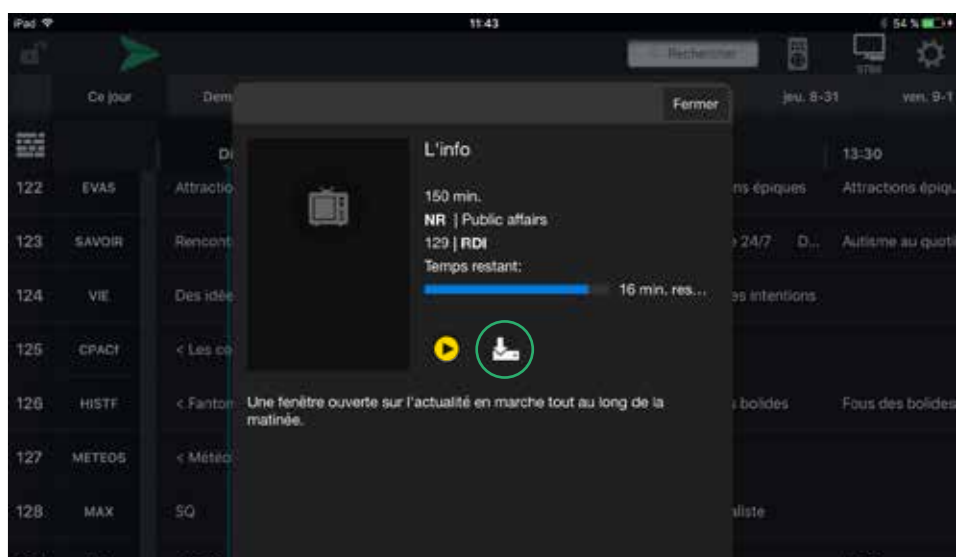 iPad
11:43
54 %
Rechercher
9700
Ce jour
Dem
Fermer
jeu. 8-31
ven. 9-1
L'info
13:30
122 EVAS Attractio
ns épiques Attractions épiqu.
150 min.
NR | Public affairs
123 SAVOIR Rencont
129 | RDI
24/7 D... Autisme au quoti
Temps restant:
16 min. res...
124 VIE Des idée
es intentions
125 CPACf < Les co
126 HISTF < Fanton
Une fenêtre ouverte sur l'actualité en marche tout au long de la
matinée.
bolides Fous des bolides
127 METEOS < Météo
128 MAX SQ
aliste